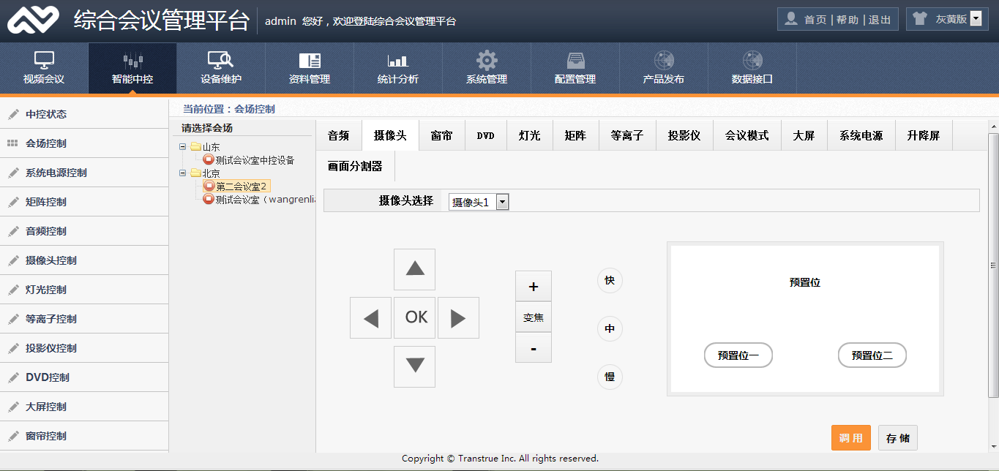 综合会议管理平台
admin 您好，欢迎登陆综合会议管理平台
首页 | 帮助 | 退出
灰黄版
视频会议 智能中控 设备维护 资料管理 统计分析 系统管理 配置管理 产品发布 数据接口
中控状态
会场控制
系统电源控制
矩阵控制
音频控制
摄像头控制
灯光控制
等离子控制
投影仪控制
DVD控制
大屏控制
窗帘控制
当前位置：会场控制
请选择会场
山东
测试会议室中控设备
北京
第二会议室2
测试会议室（wangrenli
音频 摄像头 窗帘 DVD 灯光 矩阵 等离子 投影仪 会议模式 大屏 系统电源 升降屏
画面分割器
摄像头选择 摄像头1
OK
+
变焦
-
快
中
慢
预置位
预置位一 预置位二
调 用 存 储
Copyright © Transtrue Inc. All rights reserved.